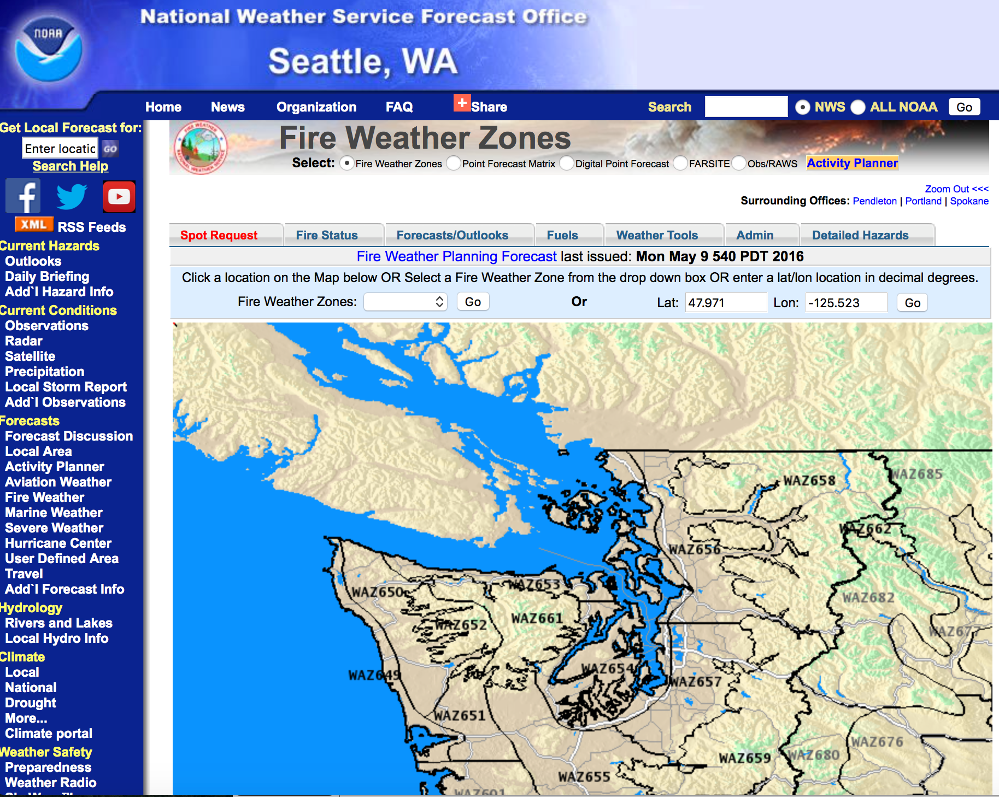 NOAA
National Weather Service Forecast Office
Seattle, WA
Home News Organization FAQ +Share Search NWS ALL NOAA Go
Get Local Forecast for:
Enter locatic GO
Search Help
XML RSS Feeds
Current Hazards
Outlooks
Daily Briefing
Add`l Hazard Info
Current Conditions
Observations
Radar
Satellite
Precipitation
Local Storm Report
Add`l Observations
Forecasts
Forecast Discussion
Local Area
Activity Planner
Aviation Weather
Fire Weather
Marine Weather
Severe Weather
Hurricane Center
User Defined Area
Travel
Add`l Forecast Info
Hydrology
Rivers and Lakes
Local Hydro Info
Climate
Local
National
Drought
More...
Climate portal
Weather Safety
Preparedness
Weather Radio
FIRE WEATHER
NATIONAL WEATHER SERVICE
Fire Weather Zones
Select: Fire Weather Zones Point Forecast Matrix Digital Point Forecast FARSITE Obs/RAWS Activity Planner
Zoom Out <<<
Surrounding Offices: Pendleton | Portland | Spokane
Spot Request Fire Status Forecasts/Outlooks Fuels Weather Tools Admin Detailed Hazards
Fire Weather Planning Forecast last issued: Mon May 9 540 PDT 2016
Click a location on the Map below OR Select a Fire Weather Zone from the drop down box OR enter a lat/lon location in decimal degrees.
Fire Weather Zones: Go Or Lat: 47.971 Lon: -125.523 Go
WAZ685
WAZ658
WAZ662
WAZ656
WAZ653
WAZ650
WAZ682
WAZ661
WAZ652
WAZ677
WAZ654
WAZ649
WAZ657
WAZ651
WAZ676
WAZ680
WAZ659
WAZ655
WAZ601